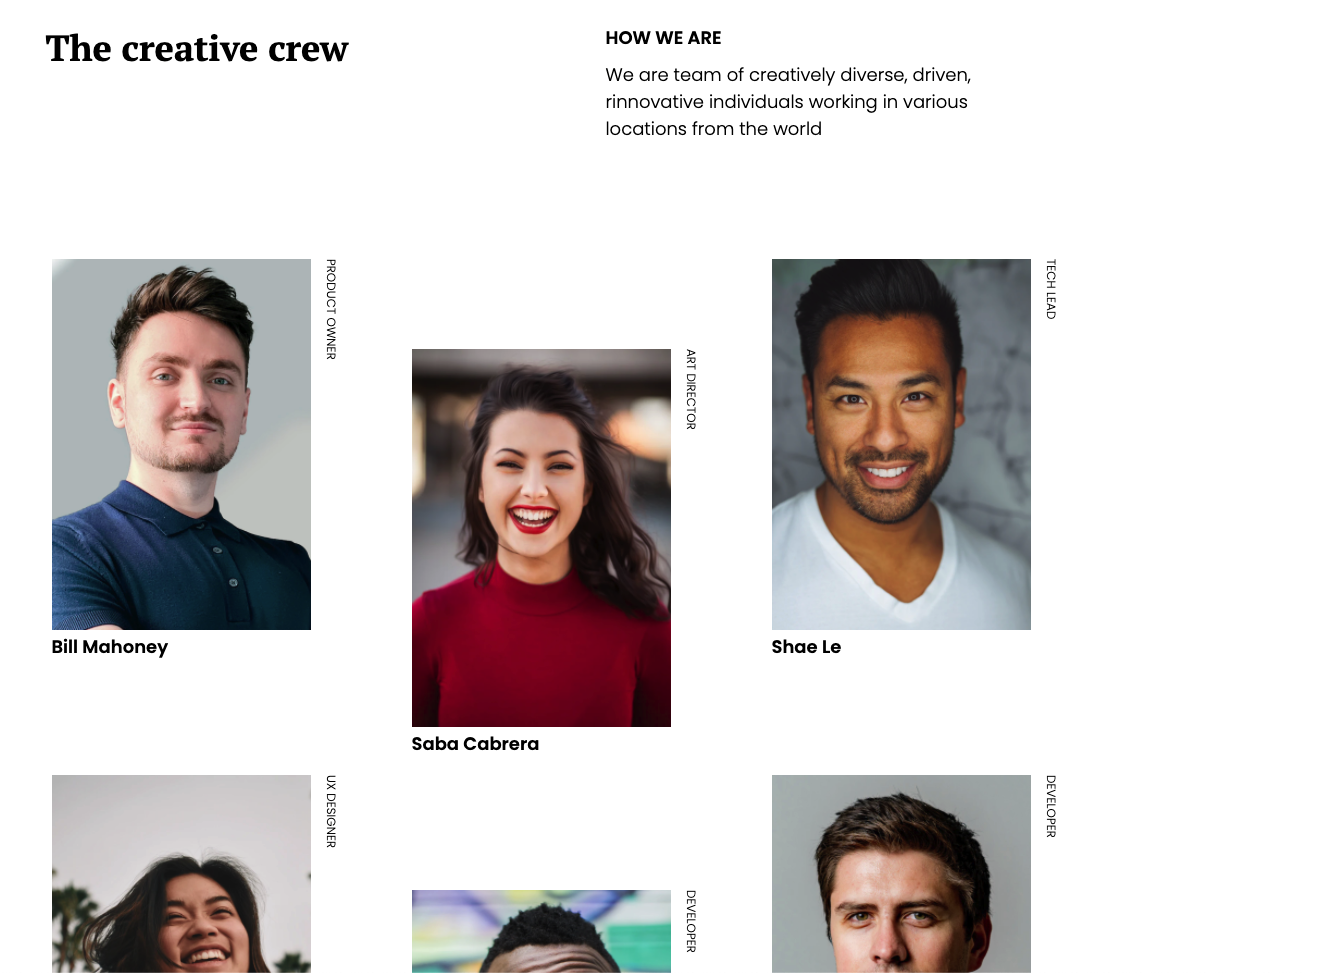 The creative crew
HOW WE ARE
We are team of creatively diverse, driven,
rinnovative individuals working in various
locations from the world
PRODUCT OWNER
Bill Mahoney
ART DIRECTOR
Saba Cabrera
TECH LEAD
Shae Le
UX DESIGNER
DEVELOPER
DEVELOPER